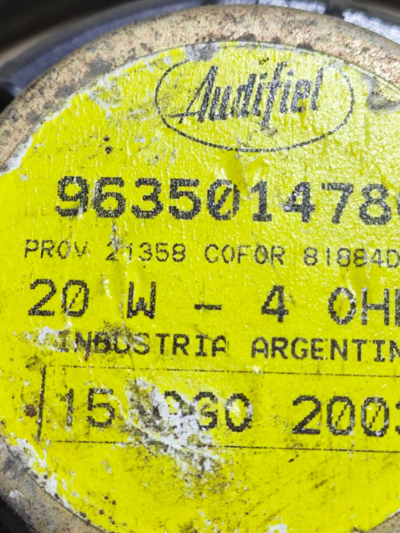 Audifiel
963501478
PROV 21358 COFOR 81884D
20 W - 4 OH
INDUSTRIA ARGENTIN
15 AGO 200